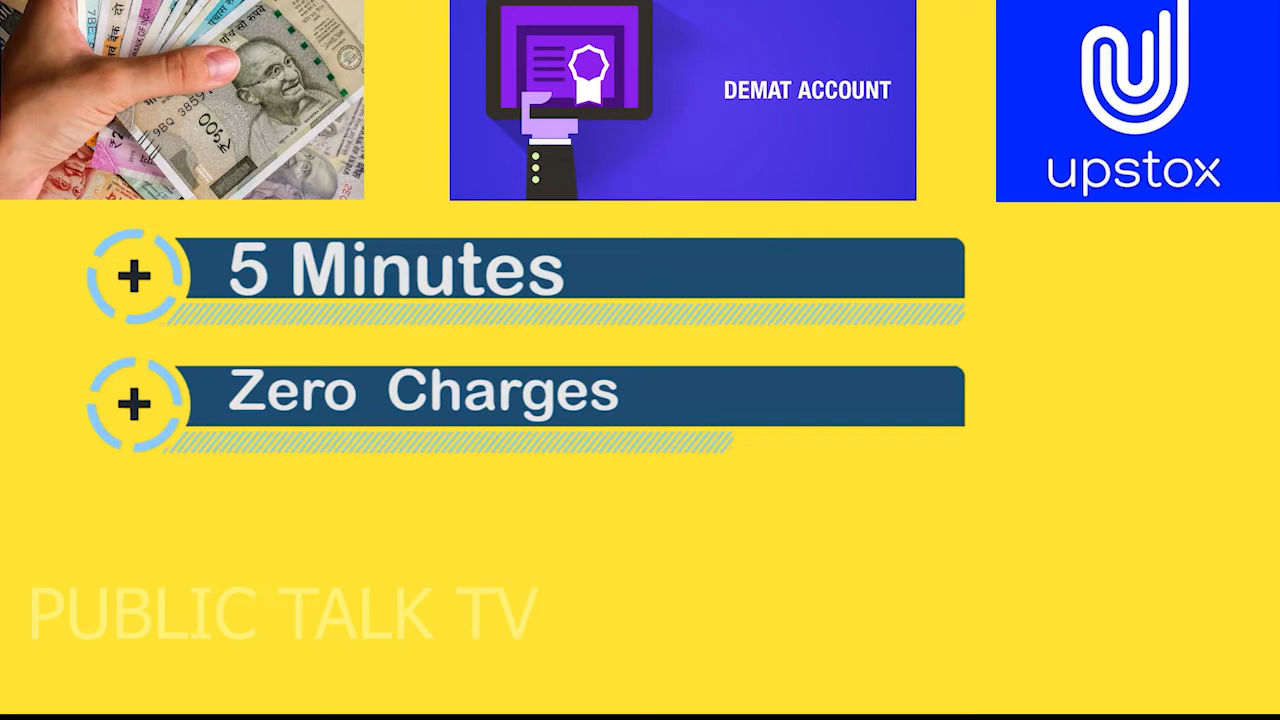 DEMAT ACCOUNT
upstox
5 Minutes
Zero Charges
PUBLIC TALK TV